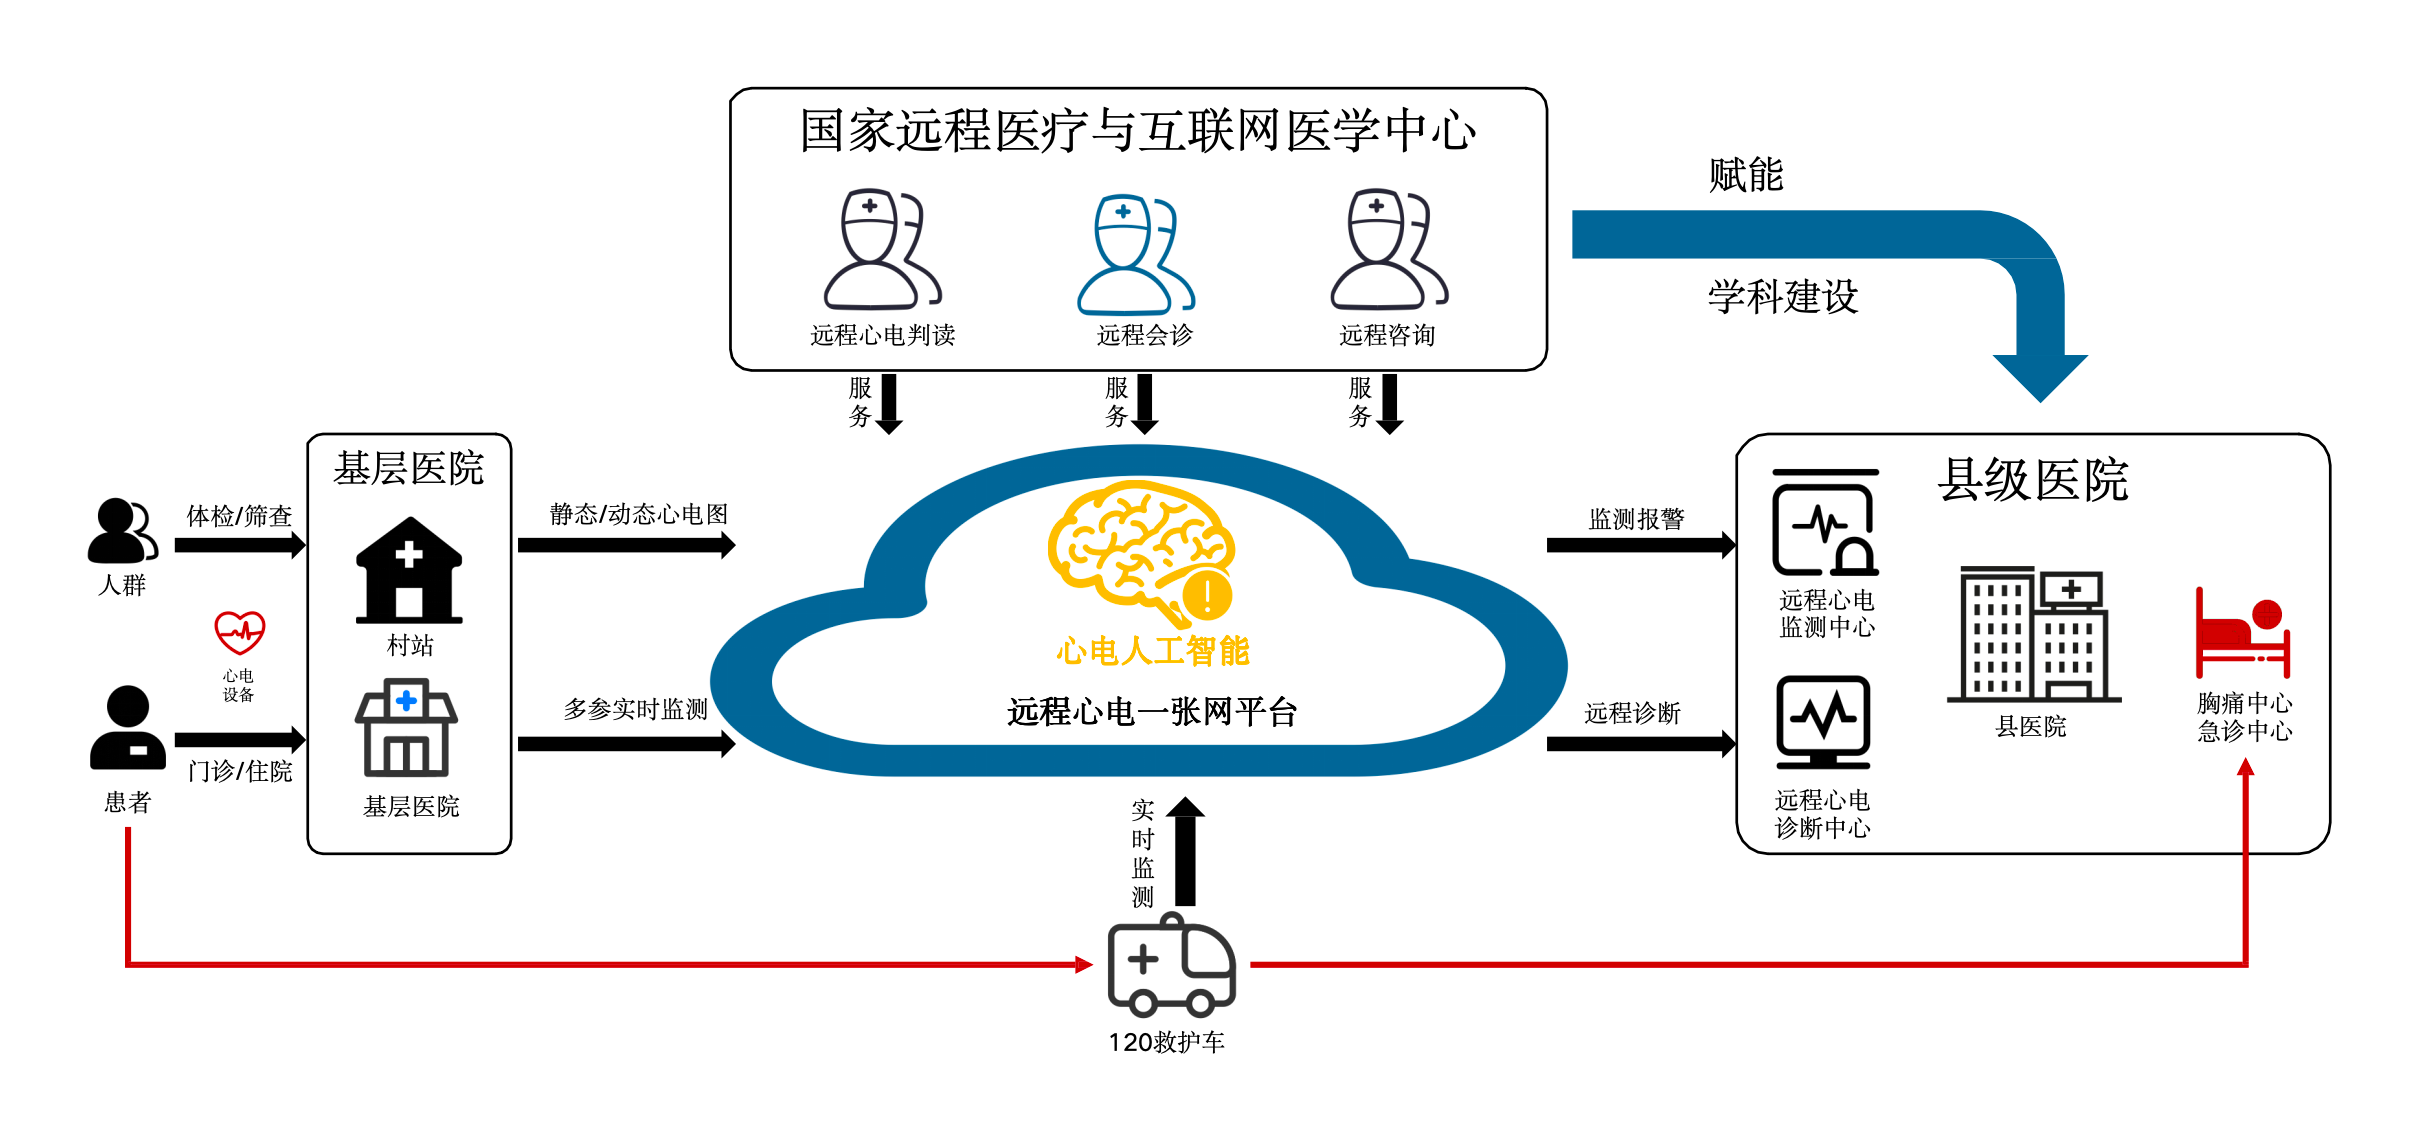 国家远程医疗与互联网医学中心
远程心电判读
远程会诊
远程咨询
赋能
学科建设
服务
服务
服务
人群
体检/筛查
心电
设备
患者
门诊/住院
基层医院
村站
基层医院
静态/动态心电图
多参实时监测
心电人工智能
远程心电一张网平台
监测报警
远程诊断
县级医院
远程心电
监测中心
远程心电
诊断中心
县医院
胸痛中心
急诊中心
实时监测
120救护车